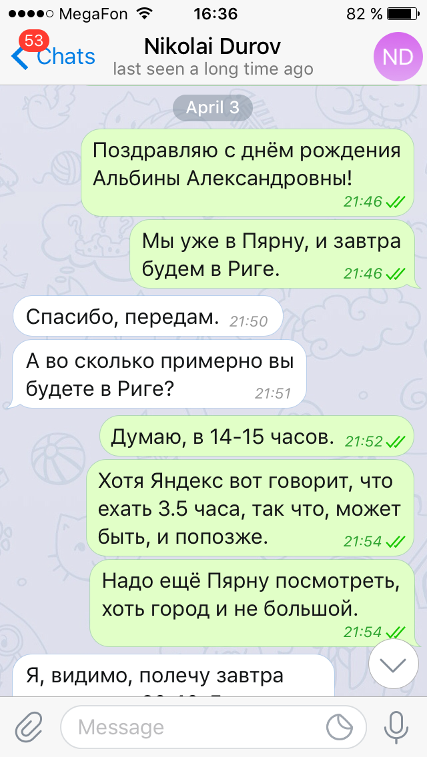 MegaFon 16:36 82 %
53
Chats
Nikolai Durov
last seen a long time ago
ND
April 3
Поздравляю с днём рождения
Альбины Александровны!
21:46
Мы уже в Пярну, и завтра
будем в Риге.
21:46
Спасибо, передам. 21:50
А во сколько примерно вы
будете в Риге?
21:51
Думаю, в 14-15 часов. 21:52
Хотя Яндекс вот говорит, что
ехать 3.5 часа, так что, может
быть, и попозже.
21:54
Надо ещё Пярну посмотреть,
хоть город и не большой.
21:54
Я, видимо, полечу завтра
Message